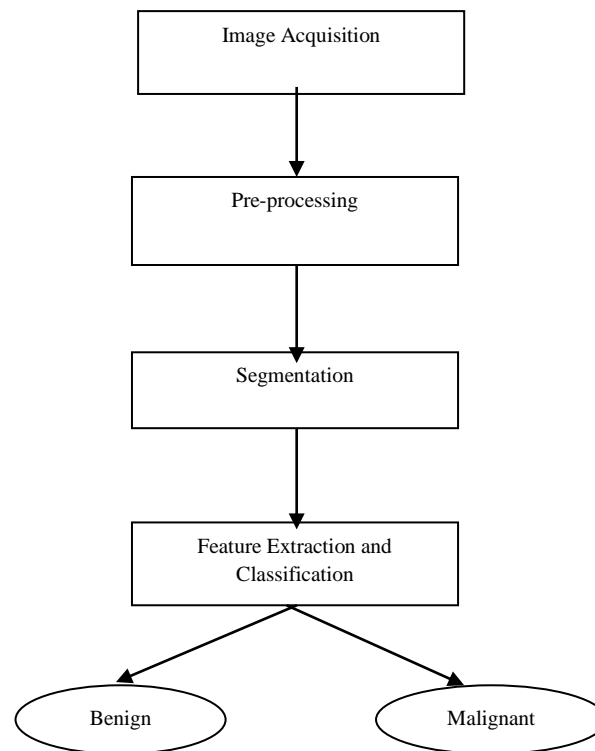 Image Acquisition
Pre-processing
Segmentation
Feature Extraction and
Classification
Benign
Malignant